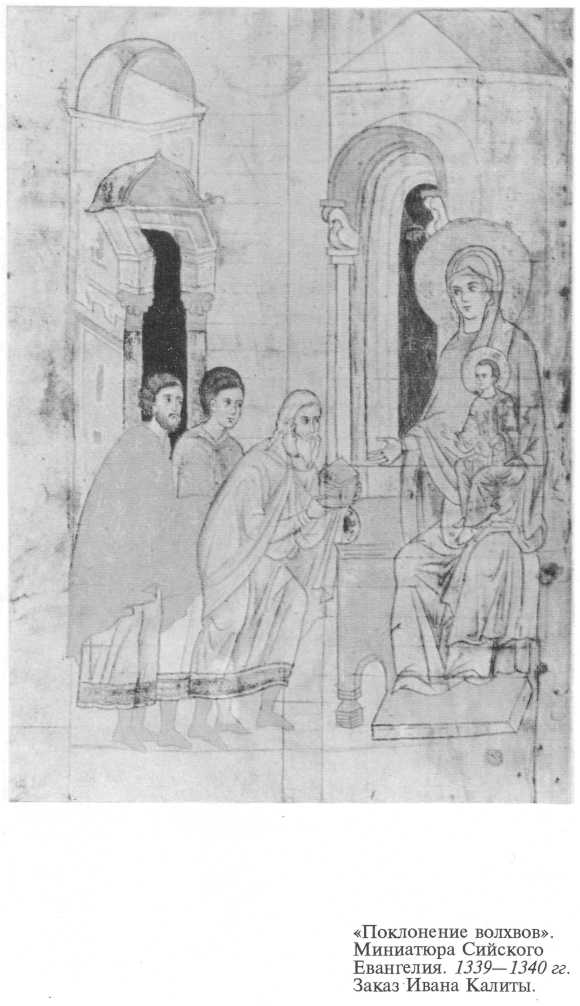 «Поклонение волхвов».
Миниатюра Сийского
Евангелия. 1339—1340 гг.
Заказ Ивана Калиты.